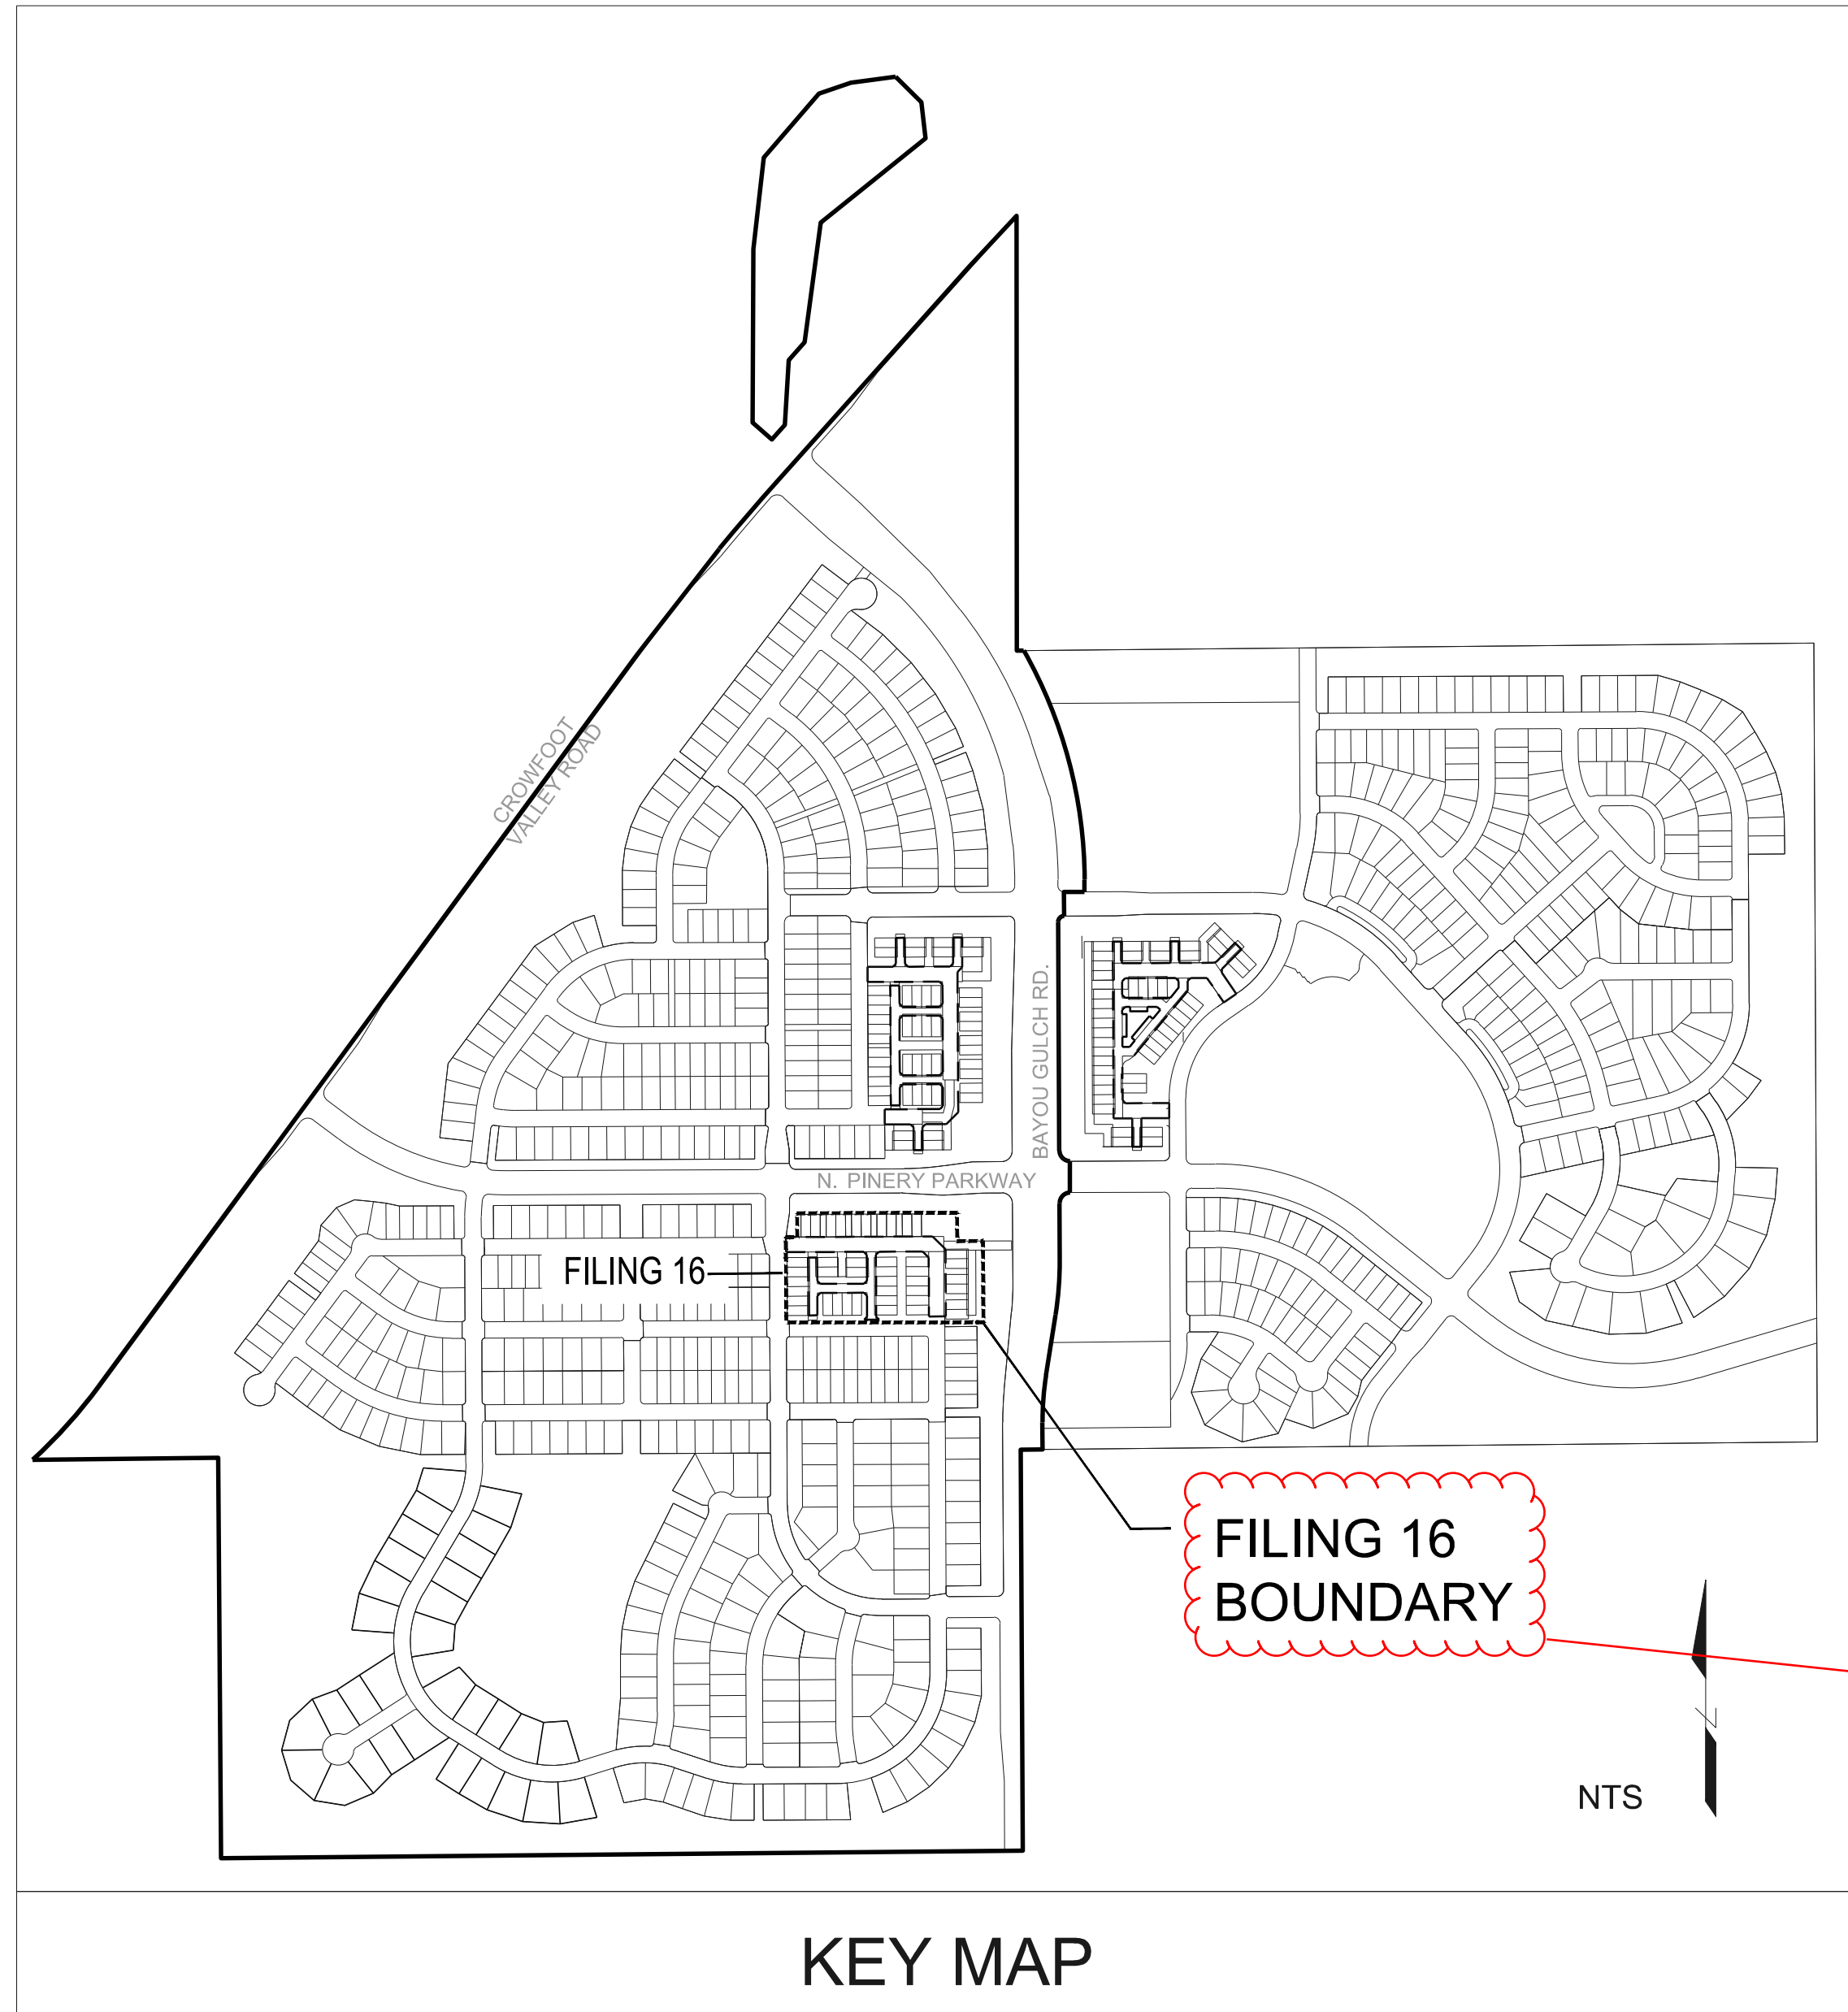 CROWFOOT
VALLEY ROAD
BAYOU GULCH RD.
N. PINERY PARKWAY
FILING 16
FILING 16
BOUNDARY
NTS
KEY MAP